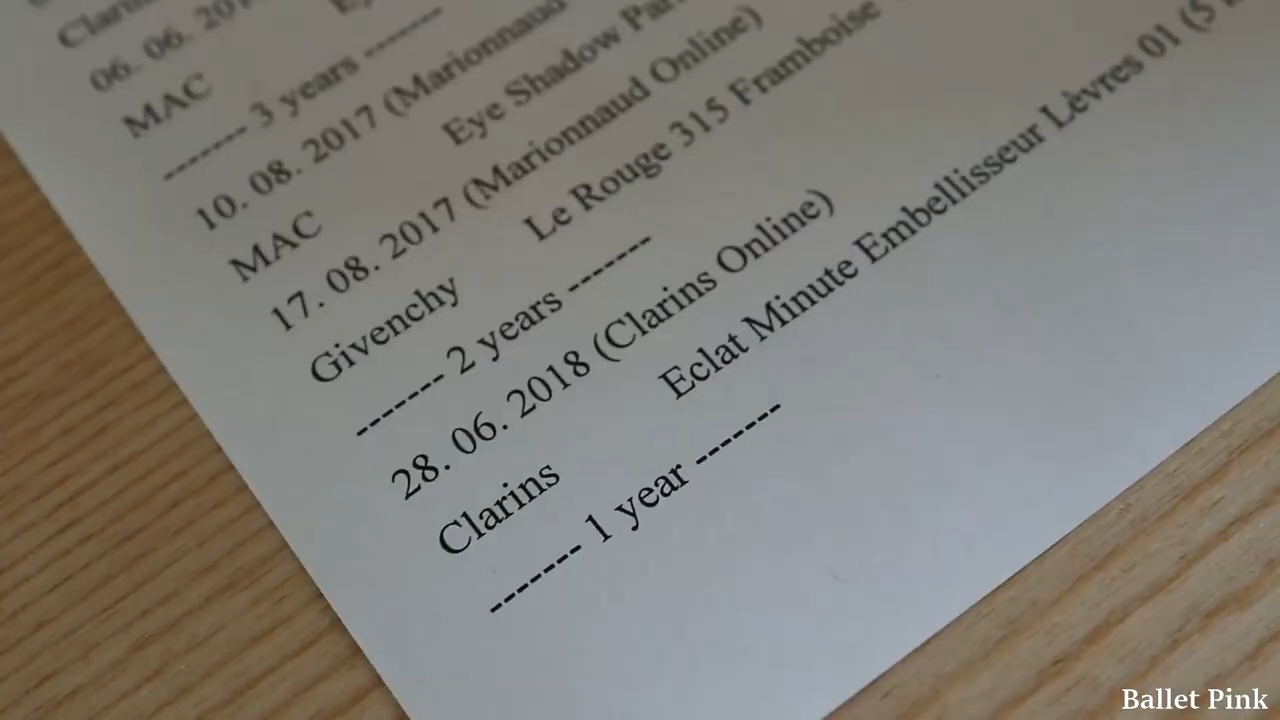 06. 06.
MAC
------- 3 years -------
10. 08. 2017 (Marionnaud
MAC Eye Shadow
17. 08. 2017 (Marionnaud Online)
Givenchy Le Rouge 315 Framboise
------- 2 years -------
28. 06. 2018 (Clarins Online)
Clarins Eclat Minute Embellisseur Lèvres 01 (5
------- 1 year -------
Ballet Pink